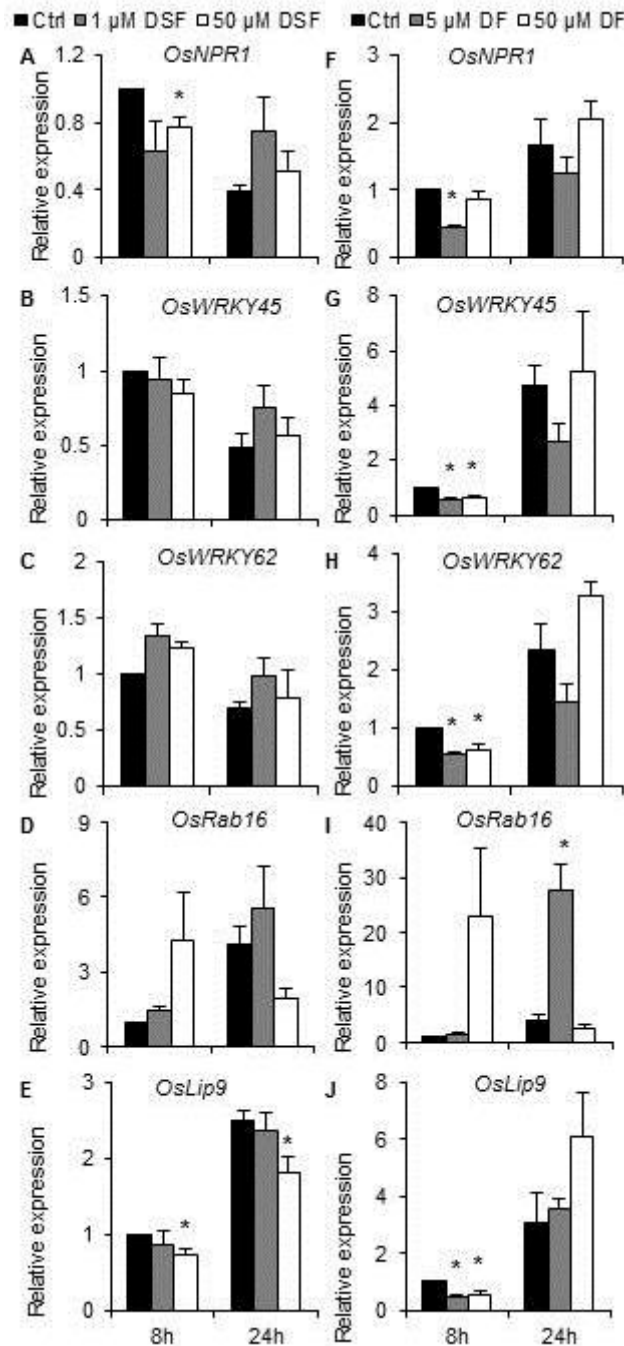 Ctrl 1 µM DSF 50 µM DSF
Ctrl 5 µM DF 50 µM DF
A OsNPR1
Relative expression
1.2
0.8
0.4
0
*
F OsNPR1
Relative expression
3
2
1
0
*
B OsWRKY45
Relative expression
1.5
1
0.5
0
G OsWRKY45
Relative expression
8
6
4
2
0
* *
C OsWRKY62
Relative expression
2
1.5
1
0.5
0
H OsWRKY62
Relative expression
4
3
2
1
0
* *
D OsRab16
Relative expression
9
6
3
0
I OsRab16
Relative expression
40
30
20
10
0
*
E OsLip9
Relative expression
3
2
1
0
* *
8h 24h
J OsLip9
Relative expression
8
6
4
2
0
* *
8h 24h